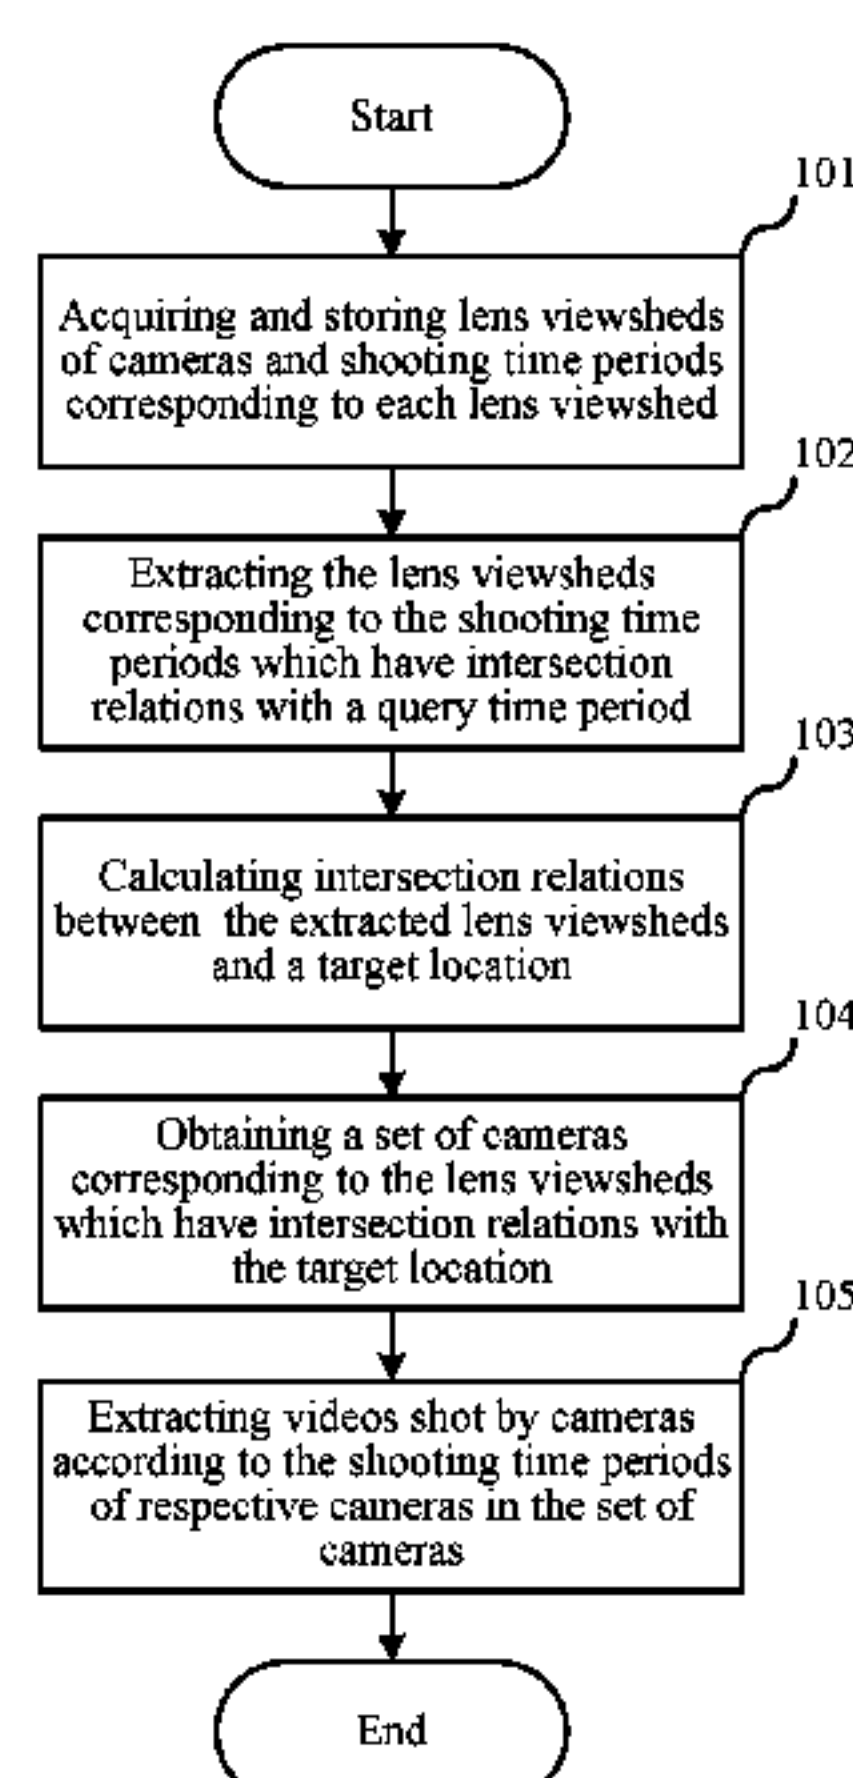 Start
101
Acquiring and storing lens viewsheds
of cameras and shooting time periods
corresponding to each lens viewshed
102
Extracting the lens viewsheds
corresponding to the shooting time
periods which have intersection
relations with a query time period
103
Calculating intersection relations
between the extracted lens viewsheds
and a target location
104
Obtaining a set of cameras
corresponding to the lens viewsheds
which have intersection relations with
the target location
105
Extracting videos shot by cameras
according to the shooting time periods
of respective cameras in the set of
cameras
End